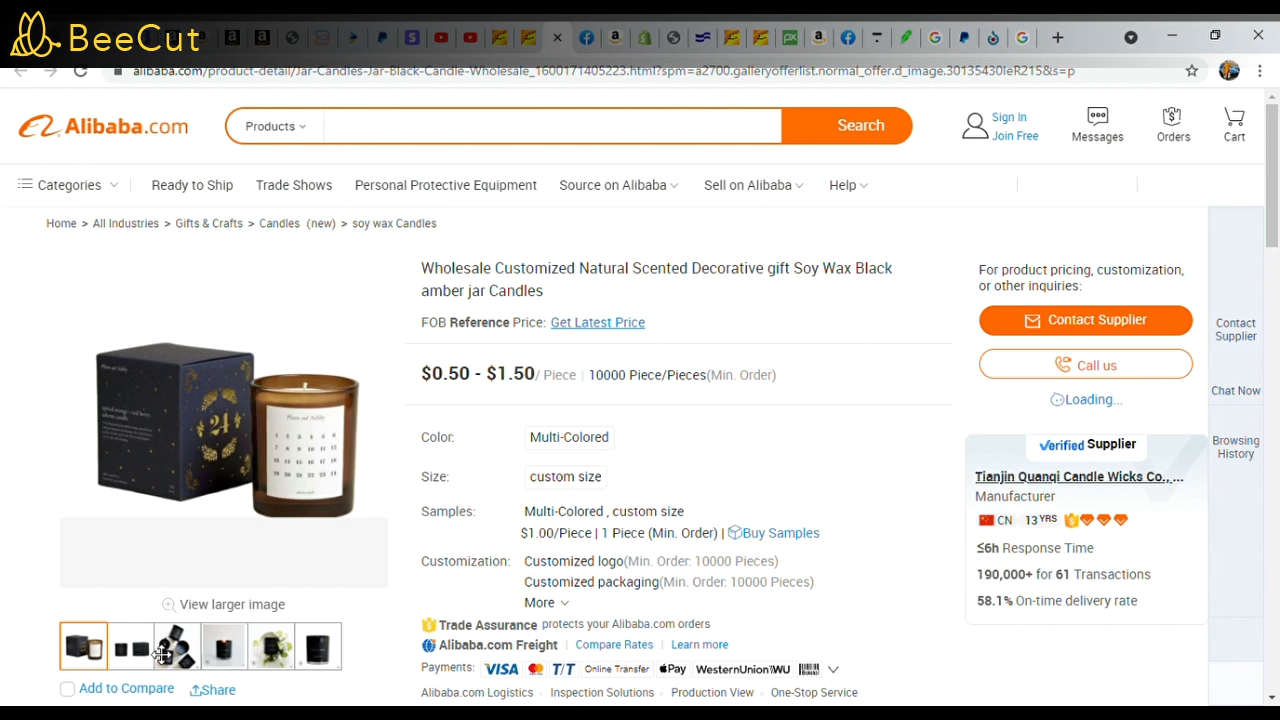 BeeCut
alibaba.com/product-detail/Jar-Candles-Jar-Black-Candle-Wholesale_1600171405223.html?spm=a2700.galleryofferlist.normal_offer.d_image.30135430IeR215&s=p
Alibaba.com
Products
Search
Sign In
Join Free
Messages
Orders
Cart
Categories
Ready to Ship
Trade Shows
Personal Protective Equipment
Source on Alibaba
Sell on Alibaba
Help
Home > All Industries > Gifts & Crafts > Candles (new) > soy wax Candles
Wholesale Customized Natural Scented Decorative gift Soy Wax Black
amber jar Candles
FOB Reference Price: Get Latest Price
$0.50 - $1.50/ Piece | 10000 Piece/Pieces(Min. Order)
Color: Multi-Colored
Size: custom size
Samples: Multi-Colored , custom size
$1.00/Piece | 1 Piece (Min. Order) | Buy Samples
Customization: Customized logo(Min. Order: 10000 Pieces)
Customized packaging(Min. Order: 10000 Pieces)
More
Trade Assurance protects your Alibaba.com orders
Alibaba.com Freight | Compare Rates | Learn more
Payments: VISA T/T Online Transfer Pay WesternUnion WU
Alibaba.com Logistics · Inspection Solutions · Production View · One-Stop Service
24
View larger image
Add to Compare
Share
For product pricing, customization,
or other inquiries:
Contact Supplier
Call us
Loading...
Verified Supplier
Tianjin Quanqi Candle Wicks Co., ...
Manufacturer
CN 13 YRS
≤6h Response Time
190,000+ for 61 Transactions
58.1% On-time delivery rate
Contact
Supplier
Chat Now
Browsing
History